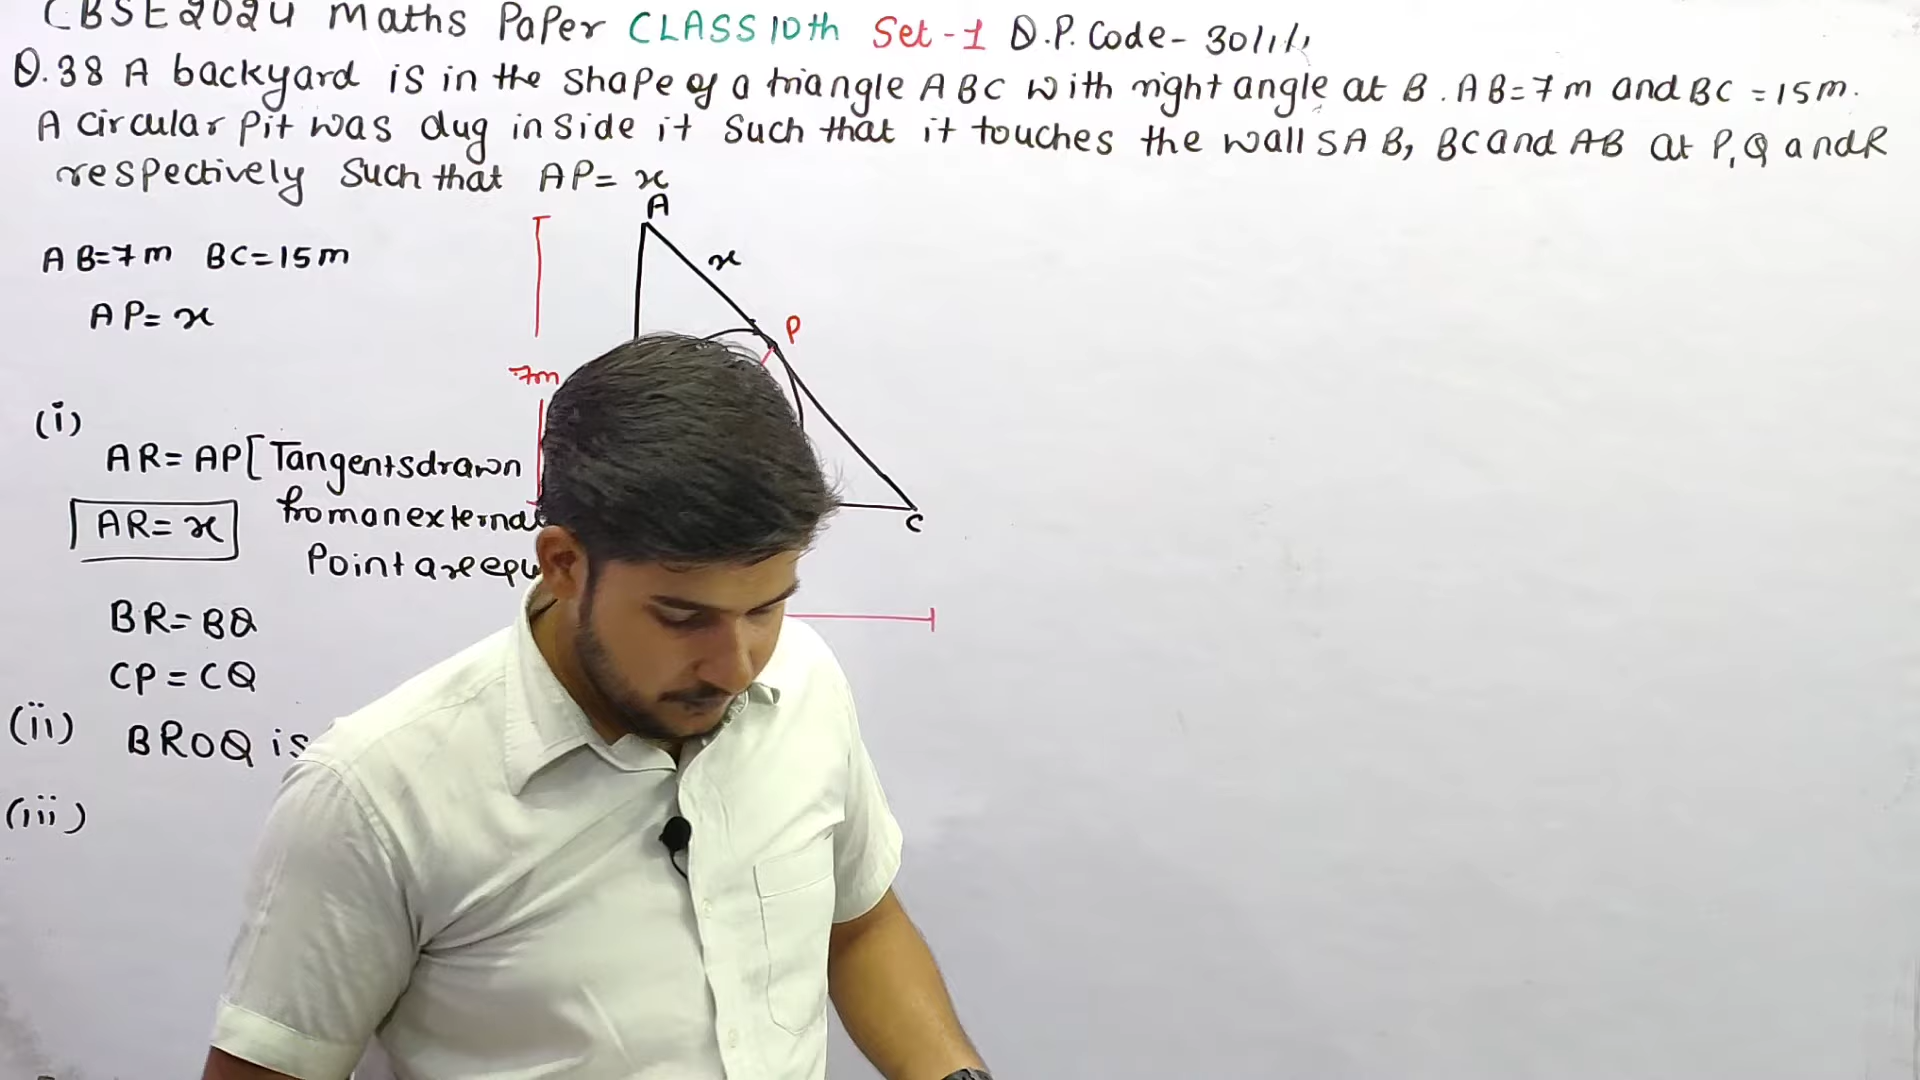 CBSE 2024 Maths Paper CLASS 10th Set-1 Q.P. Code- 30/1/1
Q.38 A backyard is in the shape of a triangle ABC with right angle at B. AB=7m and BC=15m.
A circular Pit was dug inside it such that it touches the walls AB, BC and AB at P, Q and R
respectively such that AP= x
A
AB=7m BC=15m
x
AP= x
P
7m
(i)
AR= AP [Tangents drawn
from an external
AR= x
C
Point are
BR= BQ
CP = CQ
(ii) BROQ is
(iii)